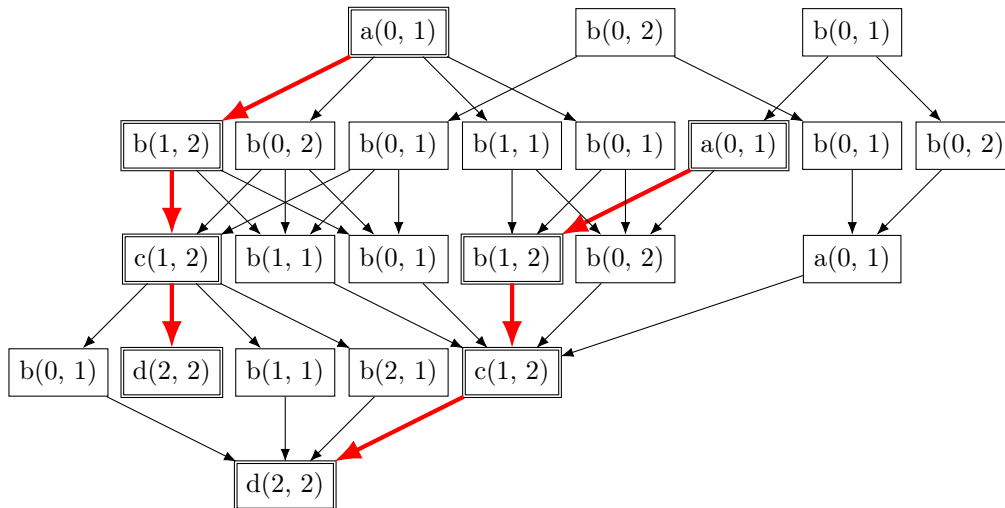 a(0, 1) b(0, 2) b(0, 1)
b(1, 2) b(0, 2) b(0, 1) b(1, 1) b(0, 1) a(0, 1) b(0, 1) b(0, 2)
c(1, 2) b(1, 1) b(0, 1) b(1, 2) b(0, 2) a(0, 1)
b(0, 1) d(2, 2) b(1, 1) b(2, 1) c(1, 2)
d(2, 2)